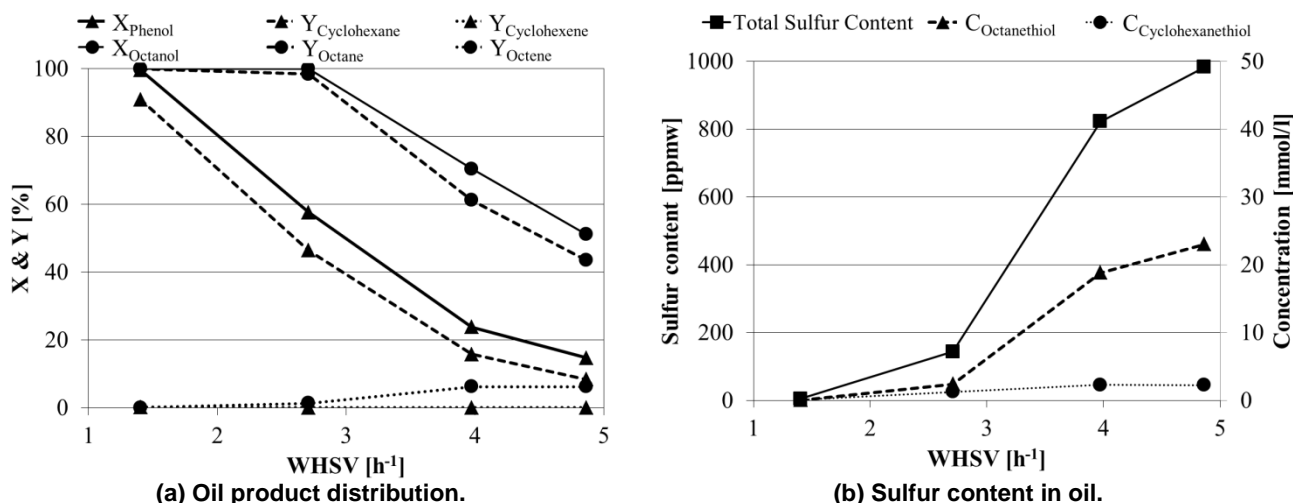 X_Phenol Y_Cyclohexane Y_Cyclohexene
X_Octanol Y_Octane Y_Octene
100
80
60
40
20
0
X & Y [%]
1 2 3 4 5
WHSV [h⁻¹]
(a) Oil product distribution.
Total Sulfur Content C_Octanethiol C_Cyclohexanethiol
1000
800
600
400
200
0
Sulfur content [ppmw]
50
40
30
20
10
0
Concentration [mmol/l]
1 2 3 4 5
WHSV [h⁻¹]
(b) Sulfur content in oil.